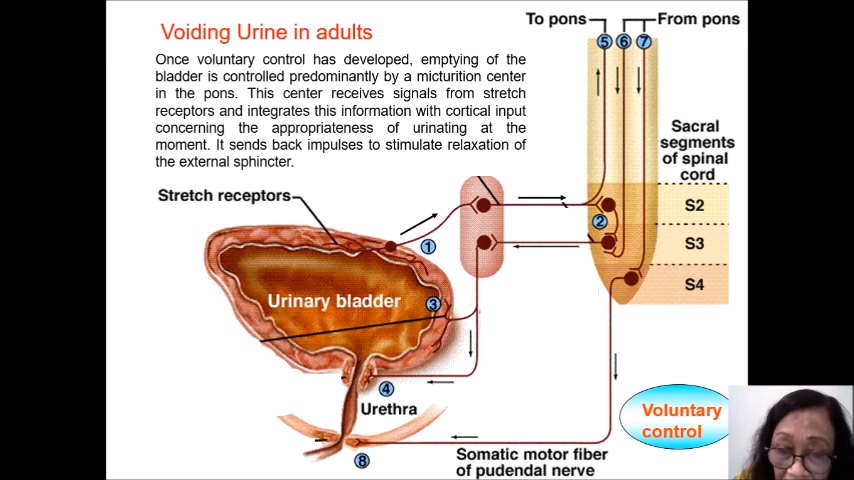 Voiding Urine in adults
Once voluntary control has developed, emptying of the
bladder is controlled predominantly by a micturition center
in the pons. This center receives signals from stretch
receptors and integrates this information with cortical input
concerning the appropriateness of urinating at the
moment. It sends back impulses to stimulate relaxation of
the external sphincter.
To pons
From pons
5
6
7
Sacral
segments
of spinal
cord
Stretch receptors
S2
2
1
S3
S4
Urinary bladder
3
4
Urethra
Voluntary
control
8
Somatic motor fiber
of pudendal nerve